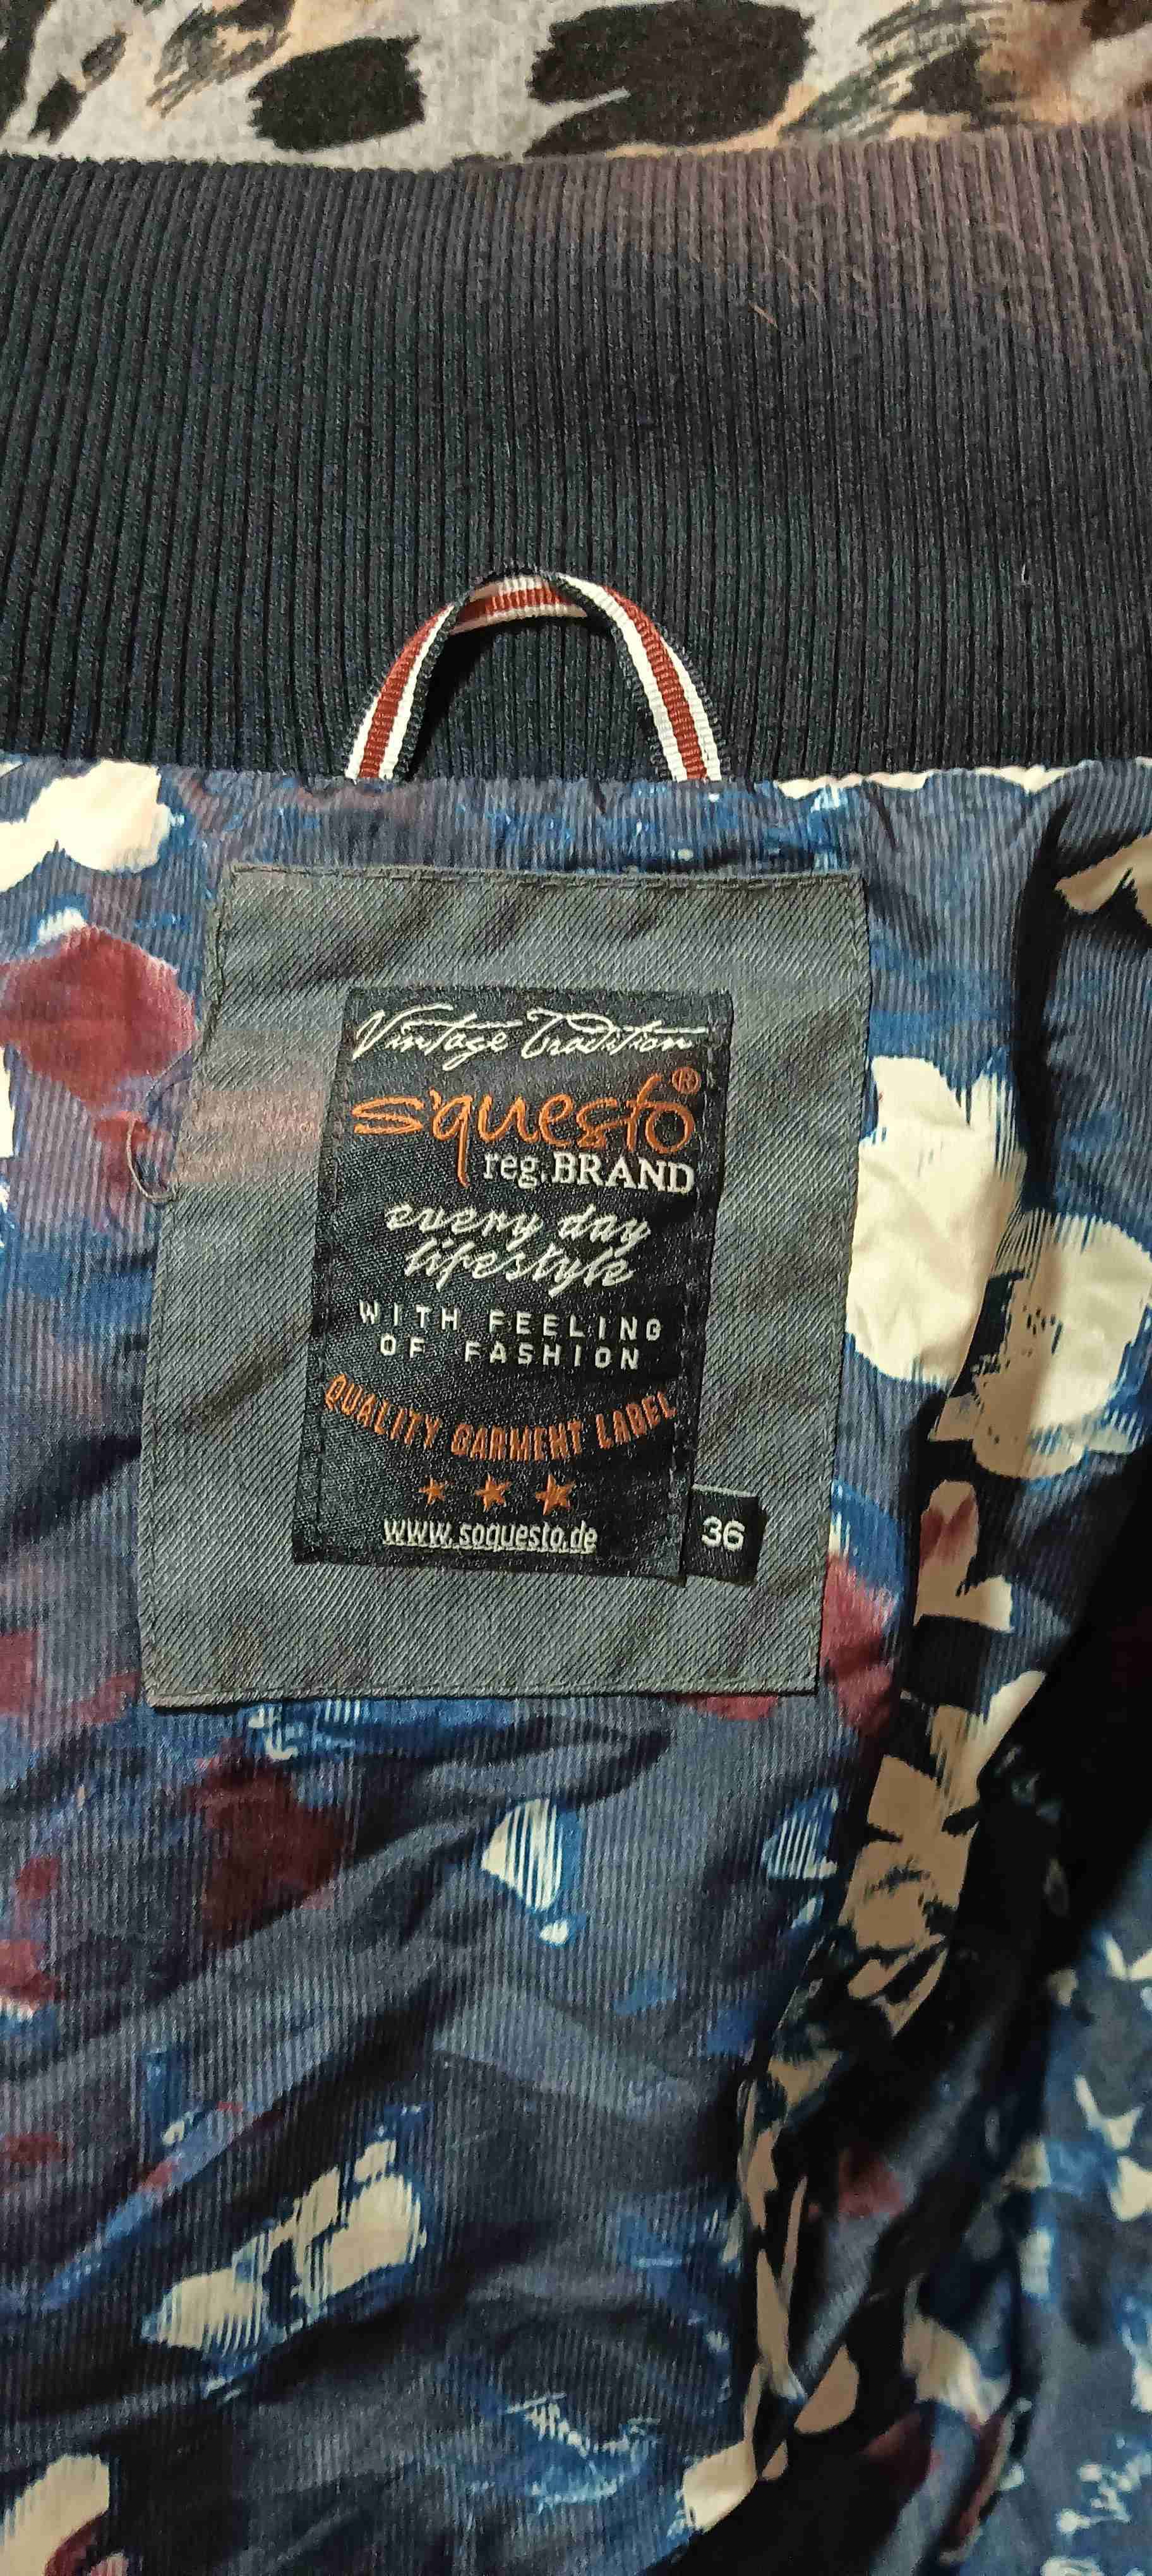 Vintage Tradition
s'questo®
reg.BRAND
every day
lifestyle
WITH FEELING
OF FASHION
QUALITY GARMENT LABEL
www.soquesto.de
36